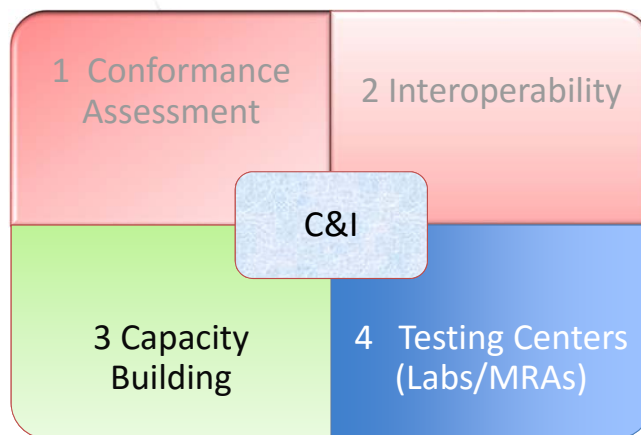 1 Conformance
Assessment
2 Interoperability
C&I
3 Capacity
Building
4 Testing Centers
(Labs/MRAs)